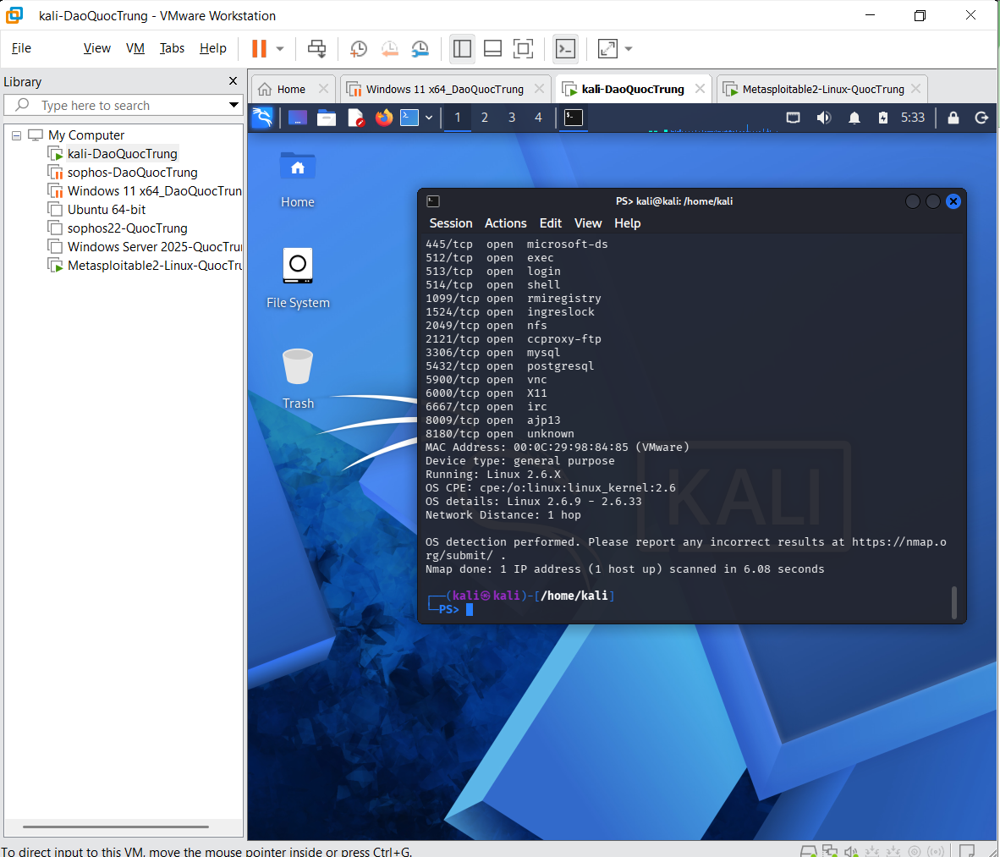 kali-DaoQuocTrung - VMware Workstation
File View VM Tabs Help
Library
Type here to search
My Computer
kali-DaoQuocTrung
sophos-DaoQuocTrung
Windows 11 x64_DaoQuocTrun
Ubuntu 64-bit
sophos22-QuocTrung
Windows Server 2025-QuocTru
Metasploitable2-Linux-QuocTru
Home
Windows 11 x64_DaoQuocTrung
kali-DaoQuocTrung
Metasploitable2-Linux-QuocTrung
1 2 3 4
5:33
Home
File System
Trash
PS> kali@kali: /home/kali
Session Actions Edit View Help
445/tcp open microsoft-ds
512/tcp open exec
513/tcp open login
514/tcp open shell
1099/tcp open rmiregistry
1524/tcp open ingreslock
2049/tcp open nfs
2121/tcp open ccproxy-ftp
3306/tcp open mysql
5432/tcp open postgresql
5900/tcp open vnc
6000/tcp open X11
6667/tcp open irc
8009/tcp open ajp13
8180/tcp open unknown
MAC Address: 00:0C:29:98:84:85 (VMware)
Device type: general purpose
Running: Linux 2.6.X
OS CPE: cpe:/o:linux:linux_kernel:2.6
OS details: Linux 2.6.9 - 2.6.33
Network Distance: 1 hop
OS detection performed. Please report any incorrect results at https://nmap.o
rg/submit/ .
Nmap done: 1 IP address (1 host up) scanned in 6.08 seconds
┌──(kali㉿kali)-[/home/kali]
└─PS>
KALI
To direct input to this VM, move the mouse pointer inside or press Ctrl+G.